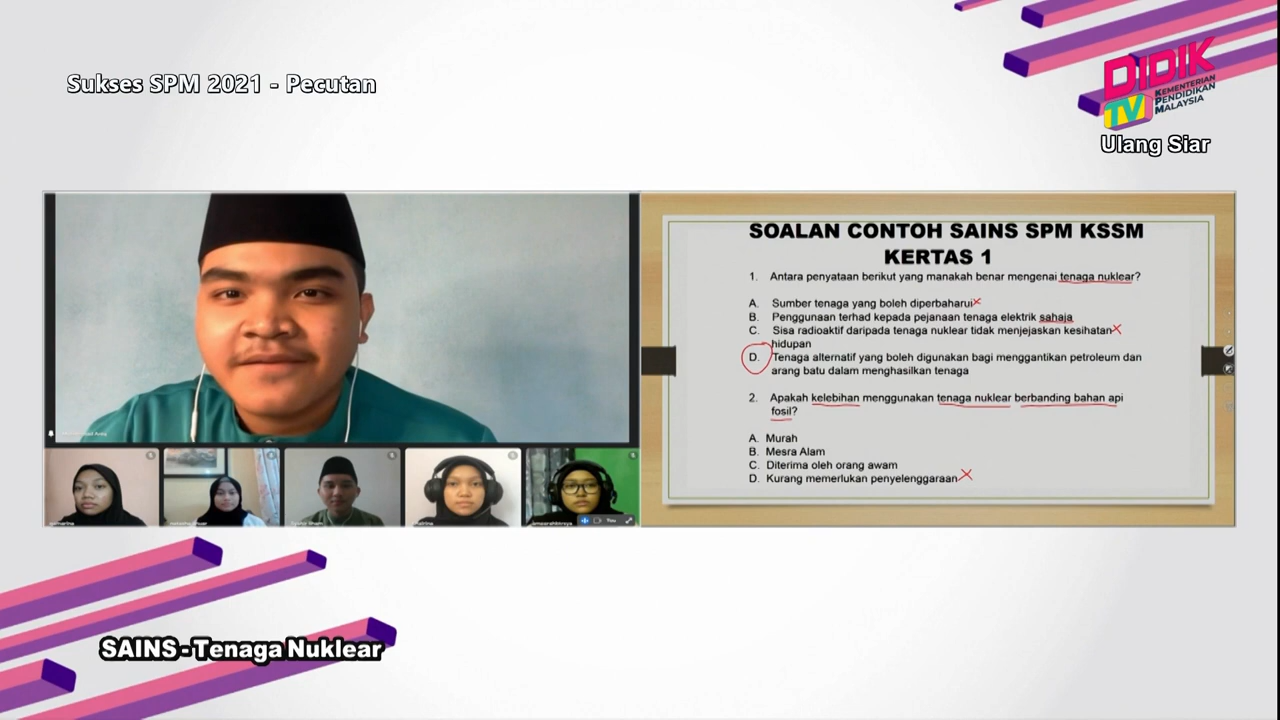 Sukses SPM 2021 - Pecutan
DIDIK
TV
KEMENTERIAN
PENDIDIKAN
MALAYSIA
Ulang Siar
SOALAN CONTOH SAINS SPM KSSM
KERTAS 1
1. Antara penyataan berikut yang manakah benar mengenai tenaga nuklear?
A. Sumber tenaga yang boleh diperbaharui
B. Penggunaan terhad kepada pejanaan tenaga elektrik sahaja
C. Sisa radioaktif daripada tenaga nuklear tidak menjejaskan kesihatan
hidupan
D. Tenaga alternatif yang boleh digunakan bagi menggantikan petroleum dan
arang batu dalam menghasilkan tenaga
2. Apakah kelebihan menggunakan tenaga nuklear berbanding bahan api
fosil?
A. Murah
B. Mesra Alam
C. Diterima oleh orang awam
D. Kurang memerlukan penyelenggaraan
SAINS - Tenaga Nuklear